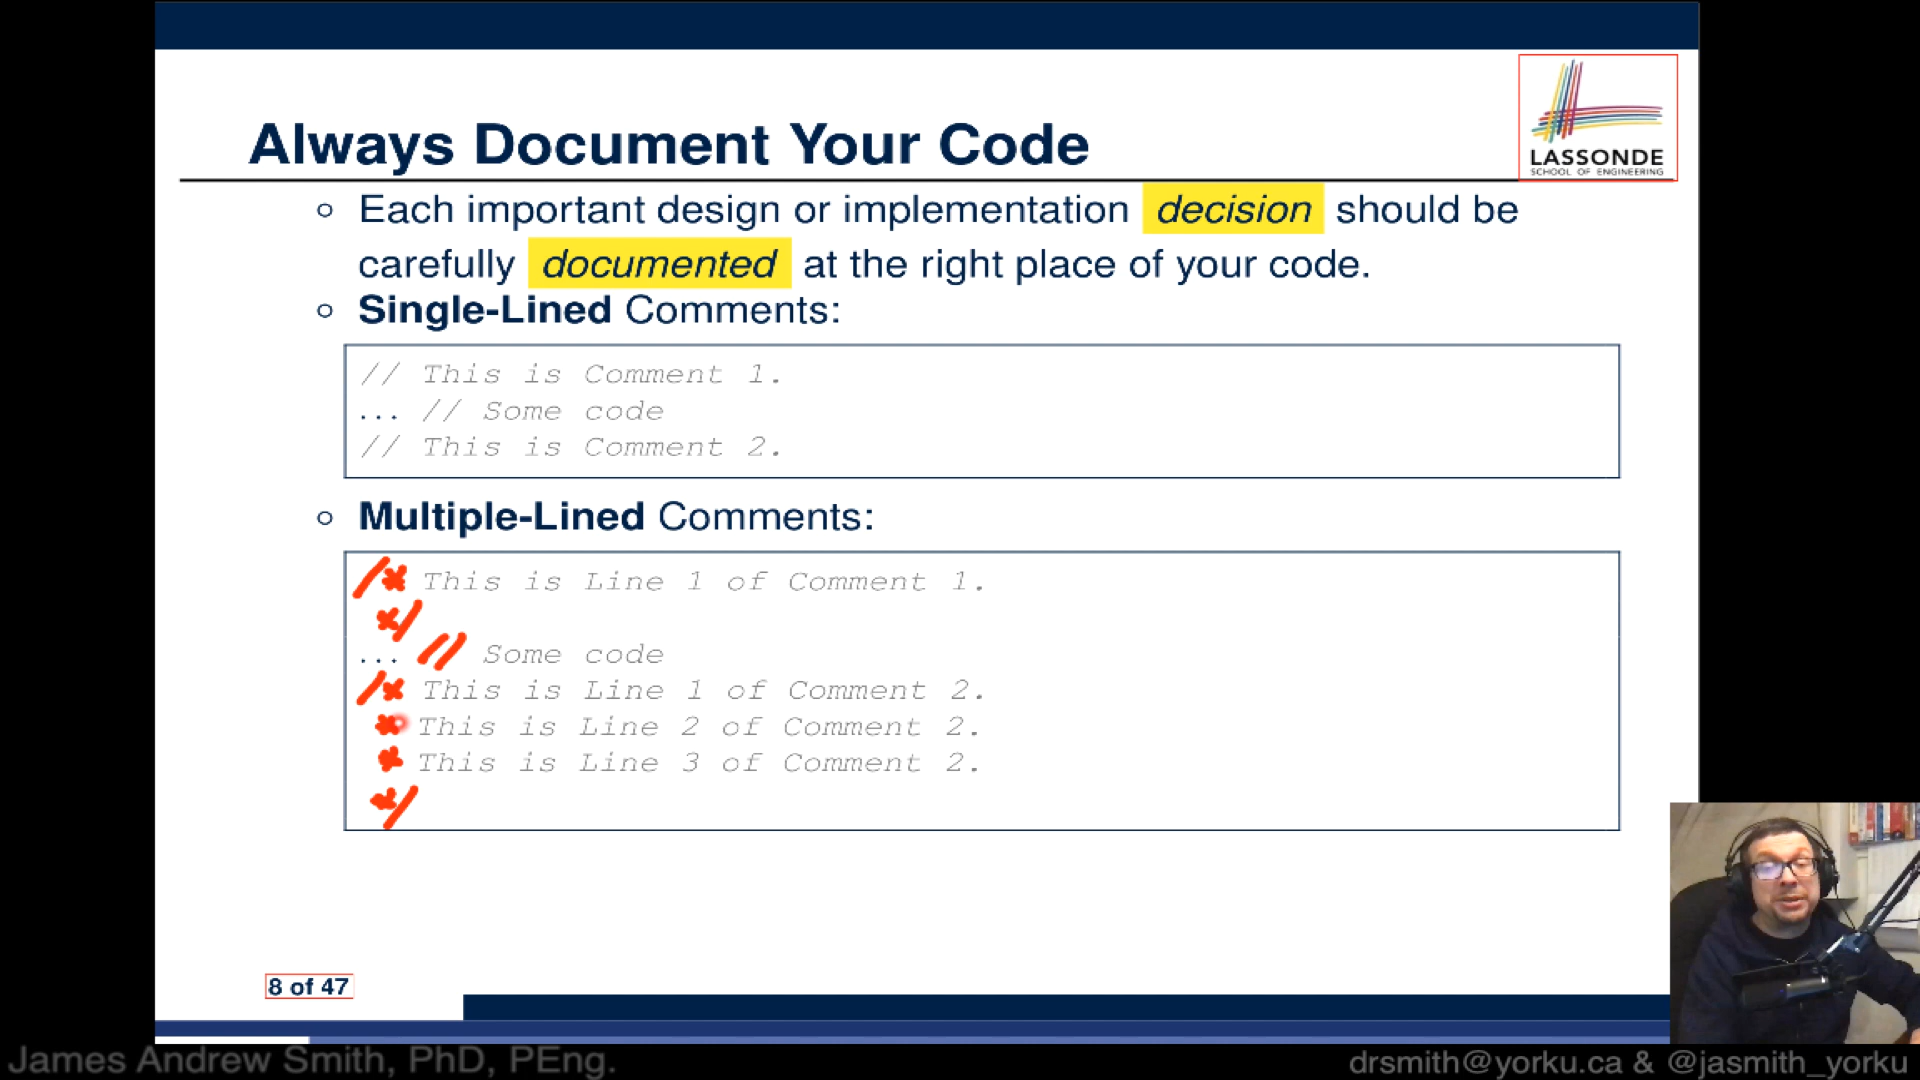 LASSONDE
SCHOOL OF ENGINEERING
Always Document Your Code
Each important design or implementation decision should be
carefully documented at the right place of your code.
Single-Lined Comments:
// This is Comment 1.
... // Some code
// This is Comment 2.
Multiple-Lined Comments:
/* This is Line 1 of Comment 1.
*/
... // Some code
/* This is Line 1 of Comment 2.
* This is Line 2 of Comment 2.
* This is Line 3 of Comment 2.
*/
8 of 47
James Andrew Smith, PhD, PEng.
drsmith@yorku.ca & @jasmith_yorku